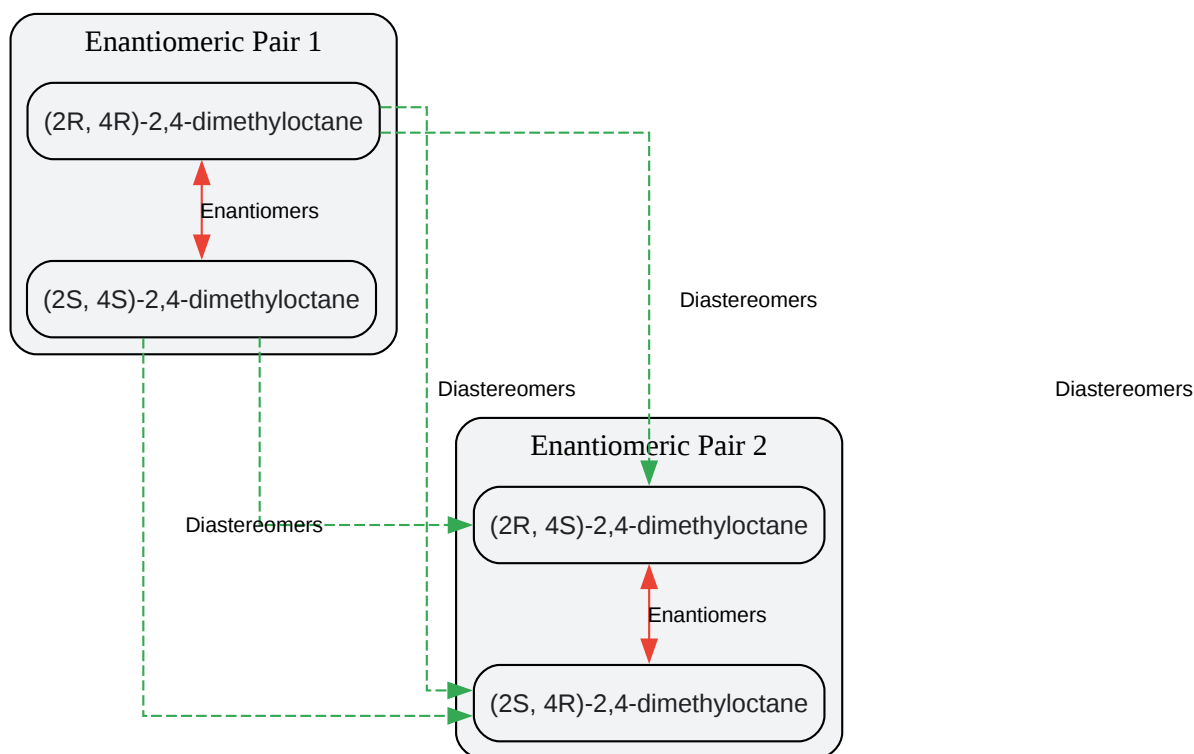 Enantiomeric Pair 1
(2R, 4R)-2,4-dimethyloctane
Enantiomers
(2S, 4S)-2,4-dimethyloctane
Diastereomers
Diastereomers
Diastereomers
Enantiomeric Pair 2
(2R, 4S)-2,4-dimethyloctane
Diastereomers
Enantiomers
(2S, 4R)-2,4-dimethyloctane